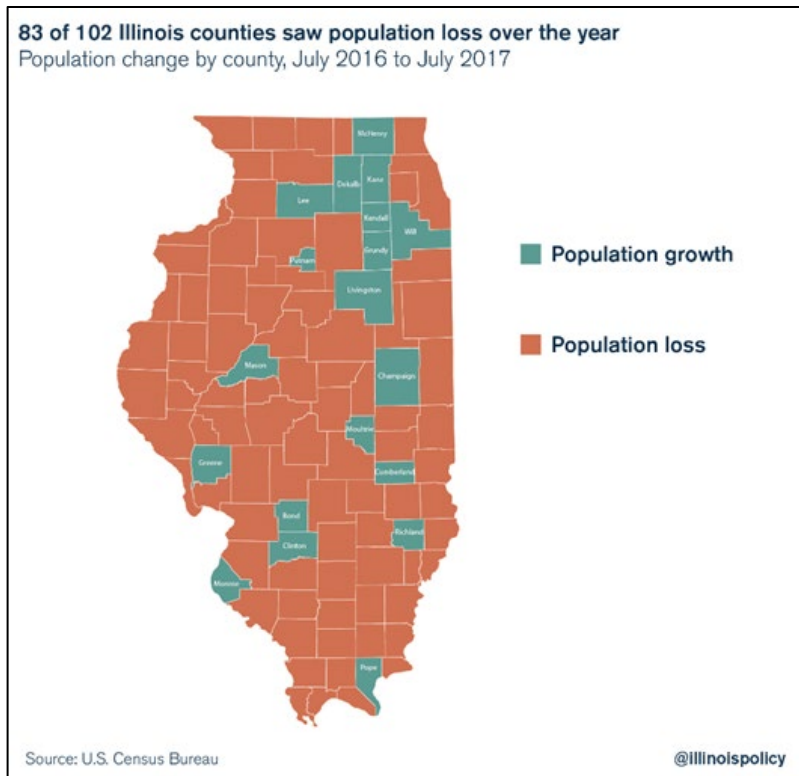 83 of 102 Illinois counties saw population loss over the year
Population change by county, July 2016 to July 2017
McHenry
Dekalb
Kane
Lee
Kendall
Will
Grundy
Putnam
Livingston
Population growth
Population loss
Mason
Champaign
Moultrie
Greene
Cumberland
Bond
Richland
Clinton
Monroe
Pope
Source: U.S. Census Bureau
@illinoispolicy